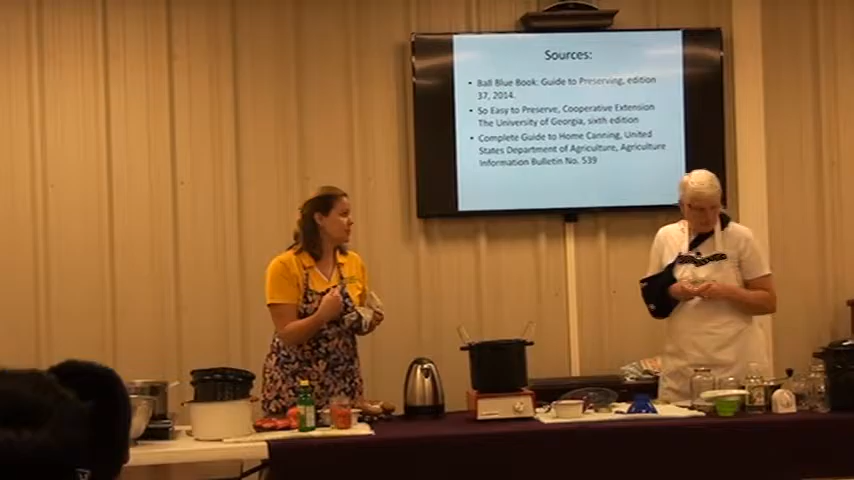 Sources:
• Ball Blue Book: Guide to Preserving, edition
37, 2014.
• So Easy to Preserve, Cooperative Extension
The University of Georgia, sixth edition
• Complete Guide to Home Canning, United
States Department of Agriculture, Agriculture
Information Bulletin No. 539